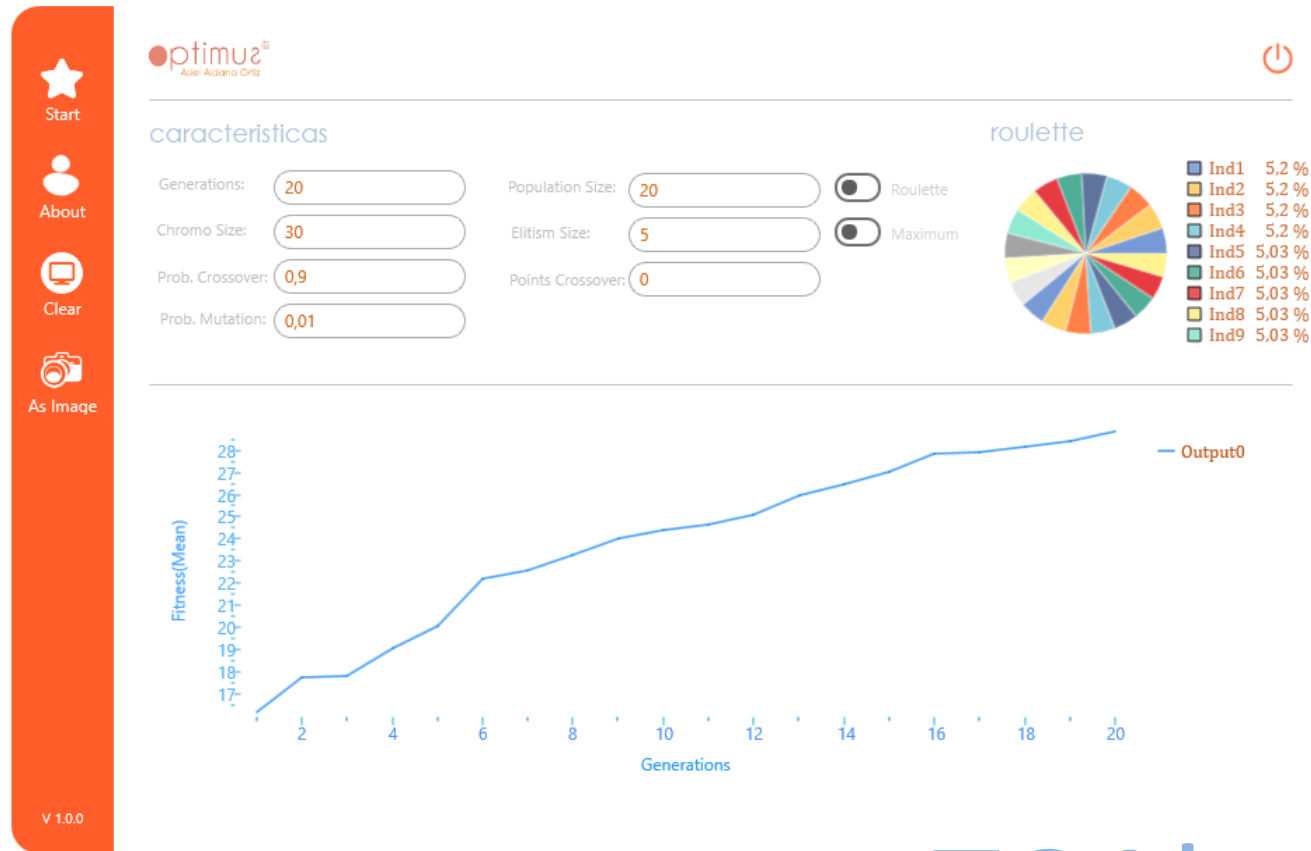 Start
About
Clear
As Image
V 1.0.0
optimus®
Asiel Aldana Ortiz
caracteristicas
Generations: 20
Population Size: 20
Roulette
Chromo Size: 30
Elitism Size: 5
Maximum
Prob. Crossover: 0,9
Points Crossover: 0
Prob. Mutation: 0,01
roulette
Ind1 5,2 %
Ind2 5,2 %
Ind3 5,2 %
Ind4 5,2 %
Ind5 5,03 %
Ind6 5,03 %
Ind7 5,03 %
Ind8 5,03 %
Ind9 5,03 %
Fitness(Mean)
28
27
26
25
24
23
22
21
20
19
18
17
2 4 6 8 10 12 14 16 18 20
Generations
Output0